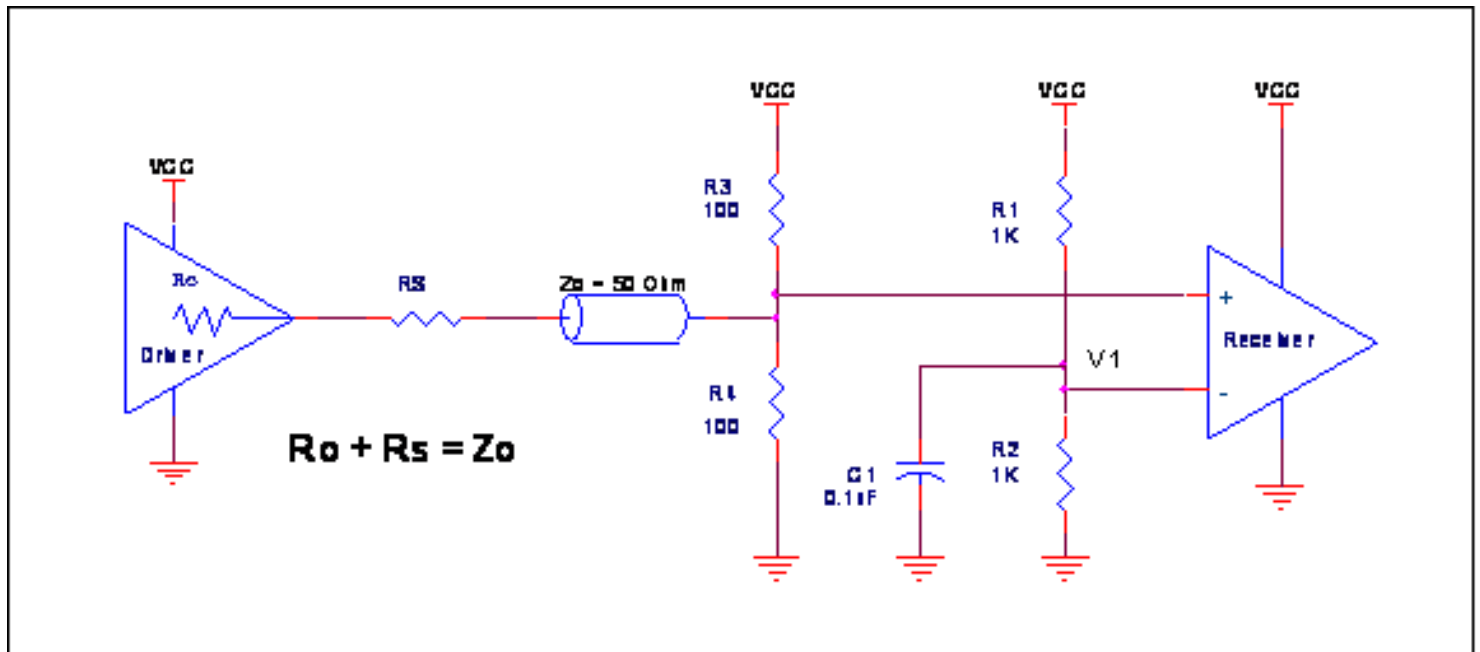 VCC
VCC
VCC
VCC
R3
100
R1
1K
Ro
RS
Zo = 50 Ohm
+
Driver
Receiver
V1
-
R4
100
Ro + Rs = Zo
R2
1K
C1
0.1uF